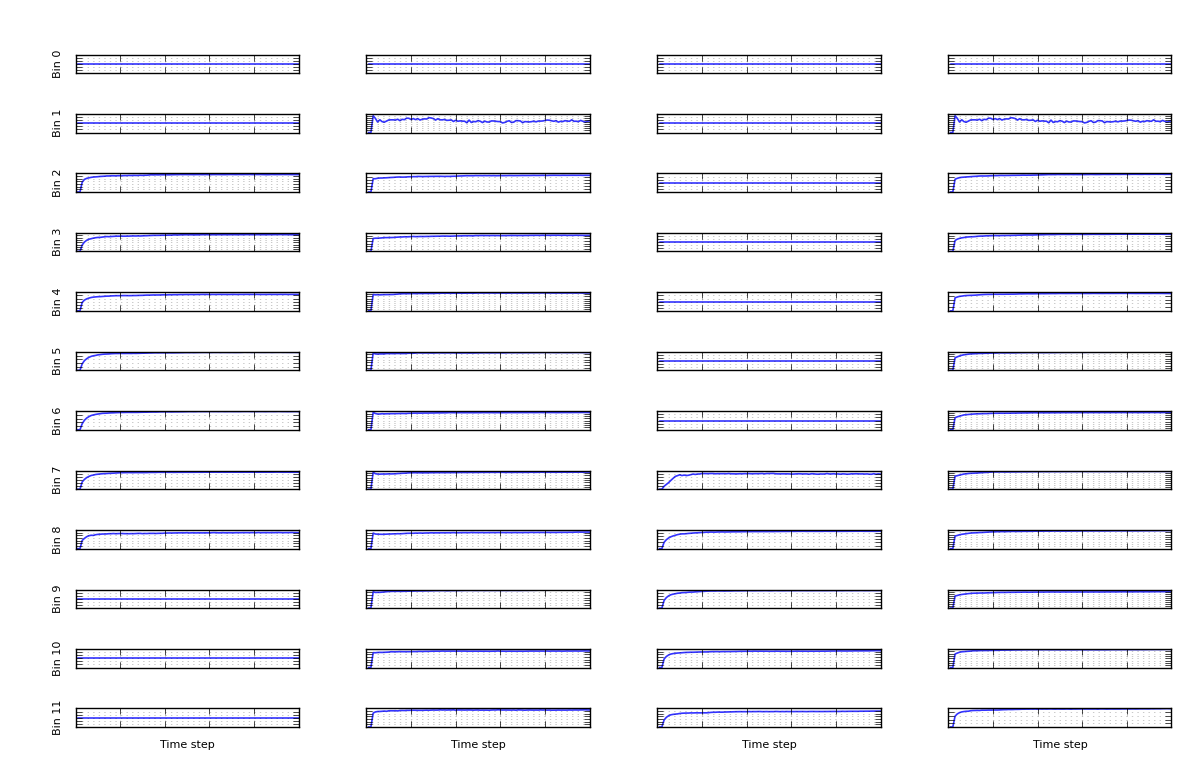 Bin 0
Bin 1
Bin 2
Bin 3
Bin 4
Bin 5
Bin 6
Bin 7
Bin 8
Bin 9
Bin 10
Bin 11
Time step
Time step
Time step
Time step